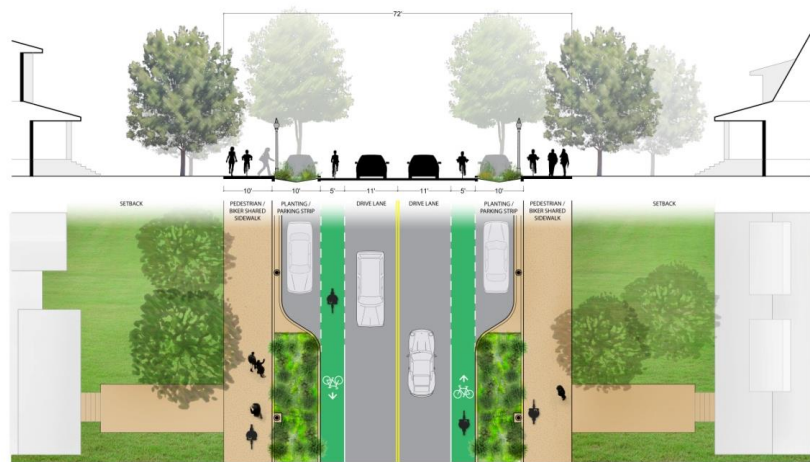 72'
10'
10'
5'
11'
11'
5'
10'
10'
SETBACK
PEDESTRIAN /
BIKER SHARED
SIDEWALK
PLANTING /
PARKING STRIP
DRIVE LANE
DRIVE LANE
PLANTING /
PARKING STRIP
PEDESTRIAN /
BIKER SHARED
SIDEWALK
SETBACK